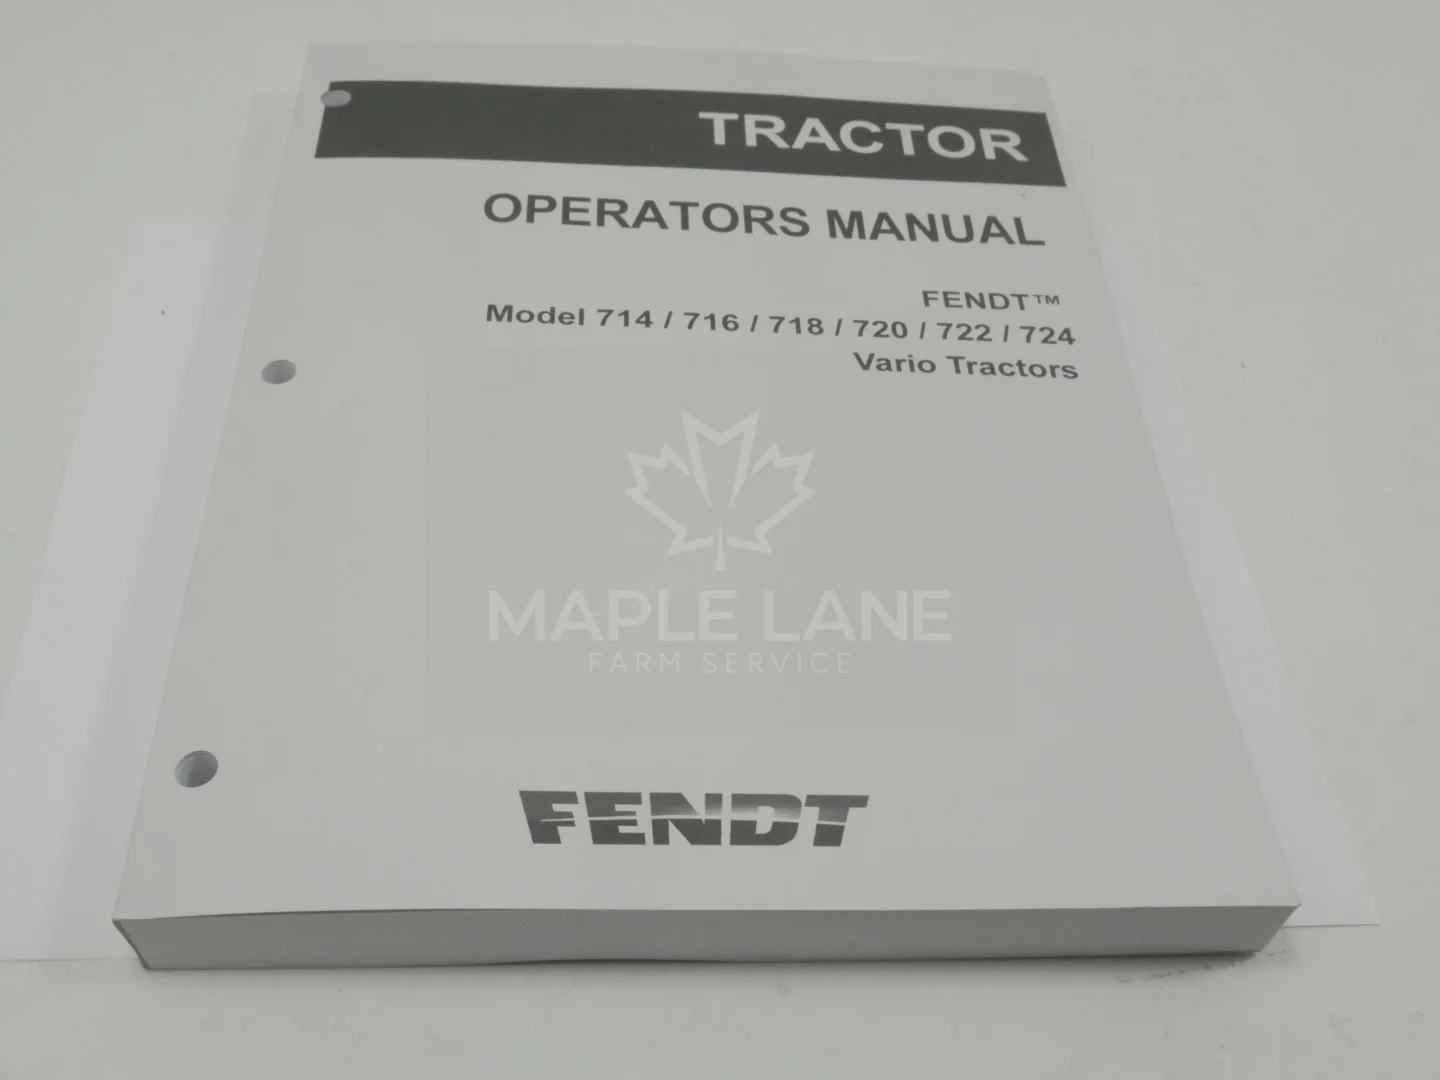 TRACTOR
OPERATORS MANUAL
FENDT™
Model 714 / 716 / 718 / 720 / 722 / 724
Vario Tractors
MAPLE LANE
FARM SERVICE
FENDT